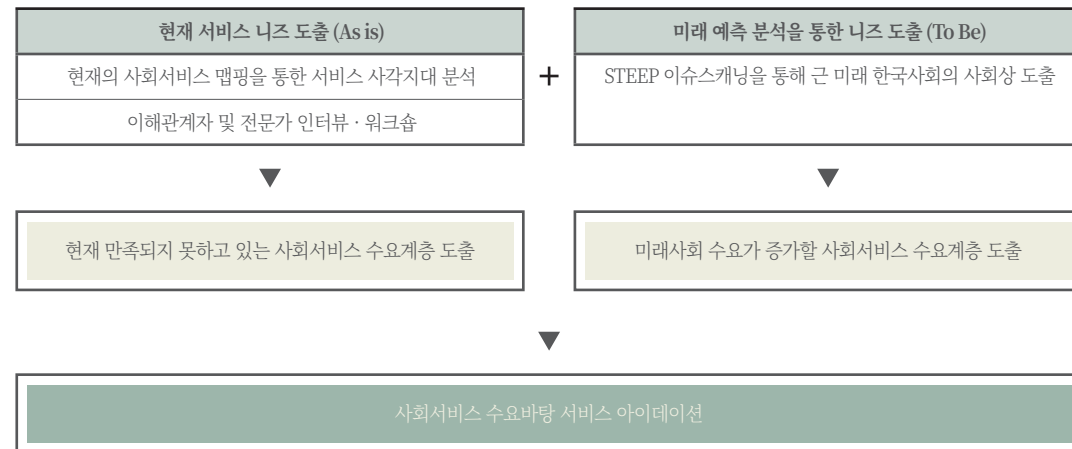 현재 서비스 니즈 도출 (As is)
현재의 사회서비스 맵핑을 통한 서비스 사각지대 분석
이해관계자 및 전문가 인터뷰 · 워크숍
+
미래 예측 분석을 통한 니즈 도출 (To Be)
STEEP 이슈스캐닝을 통해 근 미래 한국사회의 사회상 도출
현재 만족되지 못하고 있는 사회서비스 수요계층 도출
미래사회 수요가 증가할 사회서비스 수요계층 도출
사회서비스 수요바탕 서비스 아이데이션